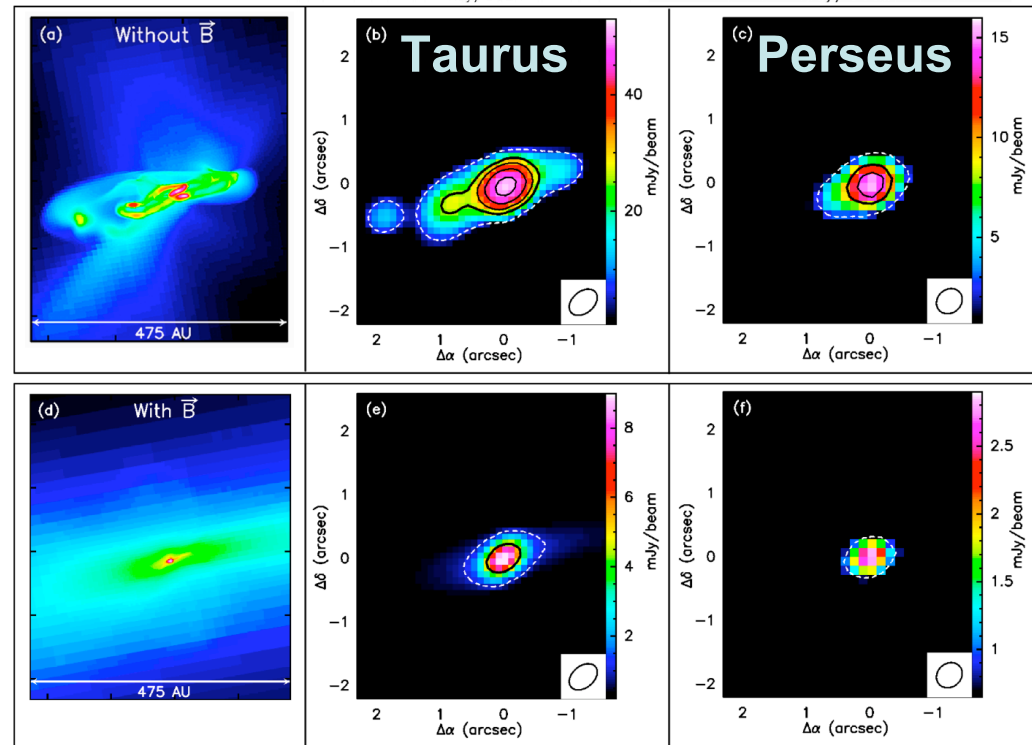 (a) Without B
475 AU
(b) Taurus
2
1
0
−1
−2
Δδ (arcsec)
2 1 0 −1
Δα (arcsec)
40
20
mJy/beam
(c) Perseus
2
1
0
−1
−2
Δδ (arcsec)
2 1 0 −1
Δα (arcsec)
15
10
5
mJy/beam
(d) With B
475 AU
(e)
2
1
0
−1
−2
Δδ (arcsec)
2 1 0 −1
Δα (arcsec)
8
6
4
2
mJy/beam
(f)
2
1
0
−1
−2
Δδ (arcsec)
2 1 0 −1
Δα (arcsec)
2.5
2
1.5
1
mJy/beam